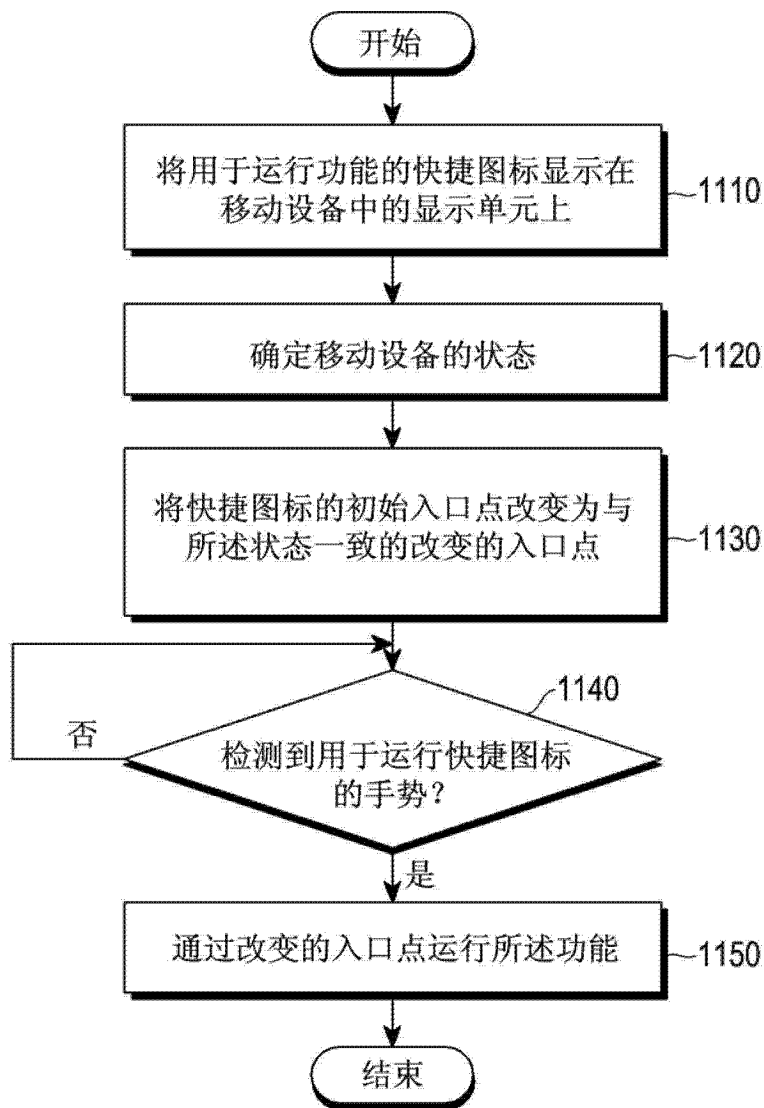 开始
将用于运行功能的快捷图标显示在
移动设备中的显示单元上
1110
确定移动设备的状态
1120
将快捷图标的初始入口点改变为与
所述状态一致的改变的入口点
1130
1140
否
检测到用于运行快捷图标
的手势？
是
通过改变的入口点运行所述功能
1150
结束